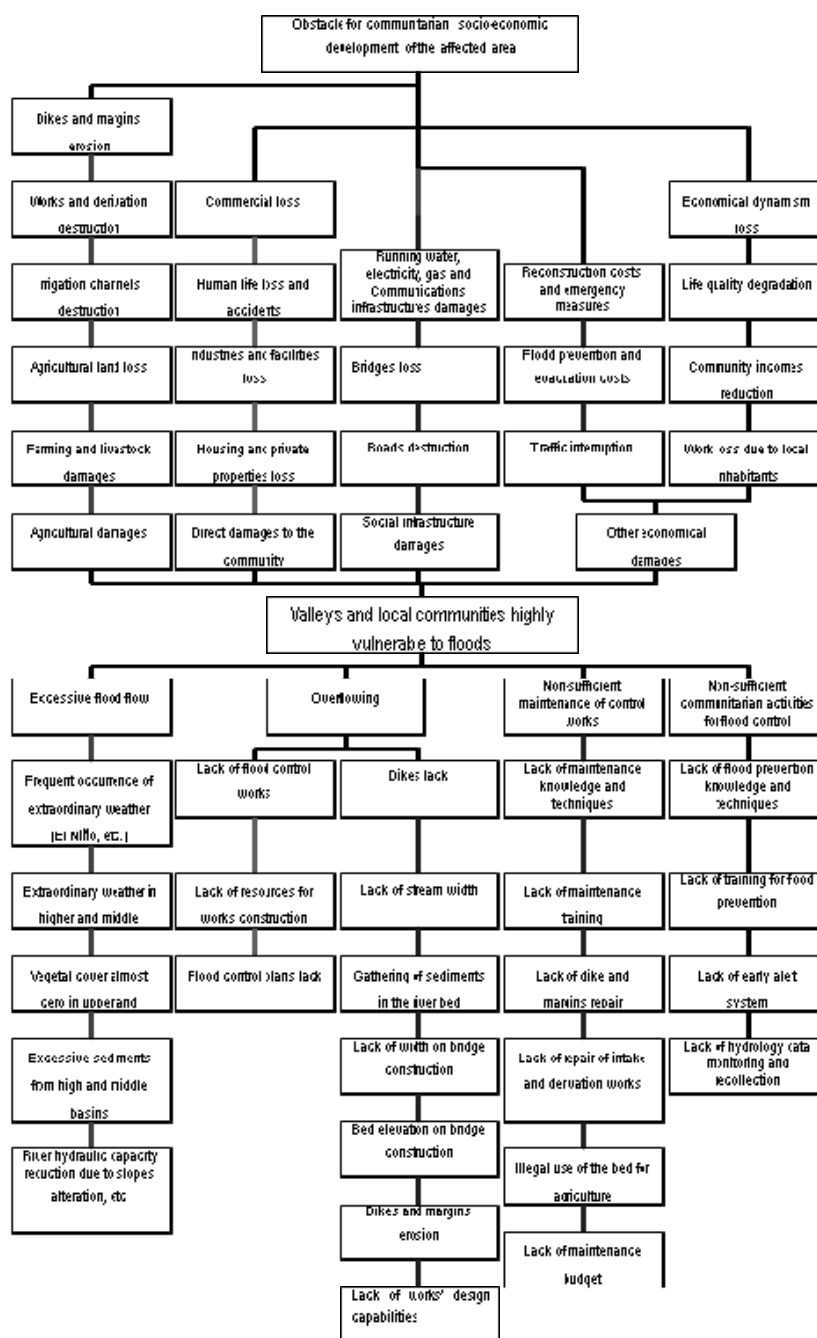 Obstacle for communitarian socio-economic
development of the affected area
Dikes and margins
erosion
Works and derivation
destruction
Commercial loss
Economical dynamism
loss
Irrigation channels
destruction
Human life loss and
accidents
Running water,
electricity, gas and
Communications
infrastructures damages
Reconstruction costs
and emergency
measures
Life quality degradation
Agricultural land loss
Industries and facilities
loss
Bridges loss
Flodd prevention and
evacuation costs
Community incomes
reduction
Farming and livestock
damages
Housing and private
properties loss
Roads destruction
Traffic interruption
Work loss due to local
inhabitants
Agricultural damages
Direct damages to the
community
Social infrastructure
damages
Other economical
damages
Valleys and local communities highly
vulnerable to floods
Excessive flood flow
Overflowing
Non-sufficient
maintenance of control
works
Non-sufficient
communitarian activities
for flood control
Frequent occurrence of
extraordinary weather
(El Niño, etc.)
Lack of flood control
works
Dikes lack
Lack of maintenance
knowledge and
techniques
Lack of flood prevention
knowledge and
techniques
Extraordinary weather in
higher and middle
Lack of resources for
works construction
Lack of stream width
Lack of maintenance
training
Lack of training for food
prevention
Vegetal cover almost
cero in upper and
Flood control plans lack
Gathering of sediments
in the river bed
Lack of dike and
margins repair
Lack of early alert
system
Excessive sediments
from high and middle
basins
Lack of width on bridge
construction
Lack of repair of intake
and derivation works
Lack of hydrology data
monitoring and
recollection
River hydraulic capacity
reduction due to slopes
alteration, etc
Bed elevation on bridge
construction
Illegal use of the bed for
agriculture
Dikes and margins
erosion
Lack of maintenance
budget
Lack of works' design
capabilities